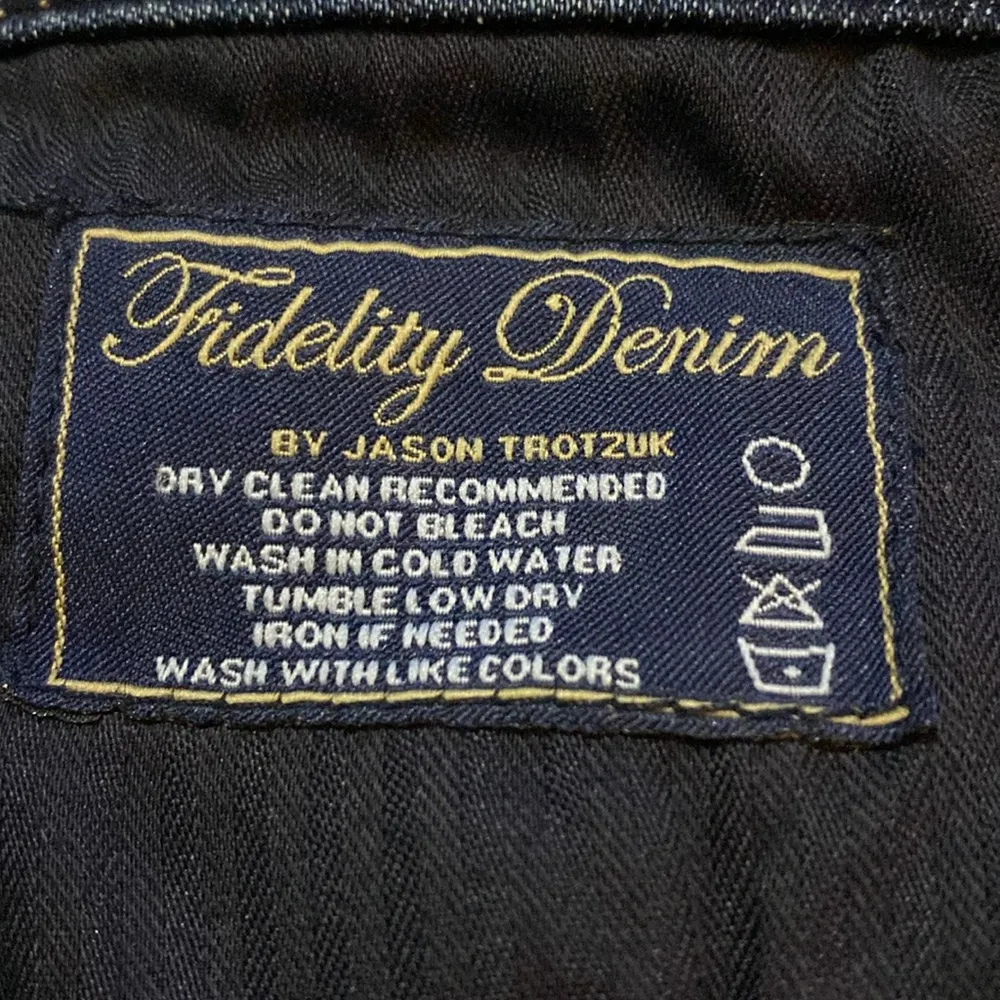 Fidelity Denim
BY JASON TROTZUK
DRY CLEAN RECOMMENDED
DO NOT BLEACH
WASH IN COLD WATER
TUMBLE LOW DRY
IRON IF NEEDED
WASH WITH LIKE COLORS